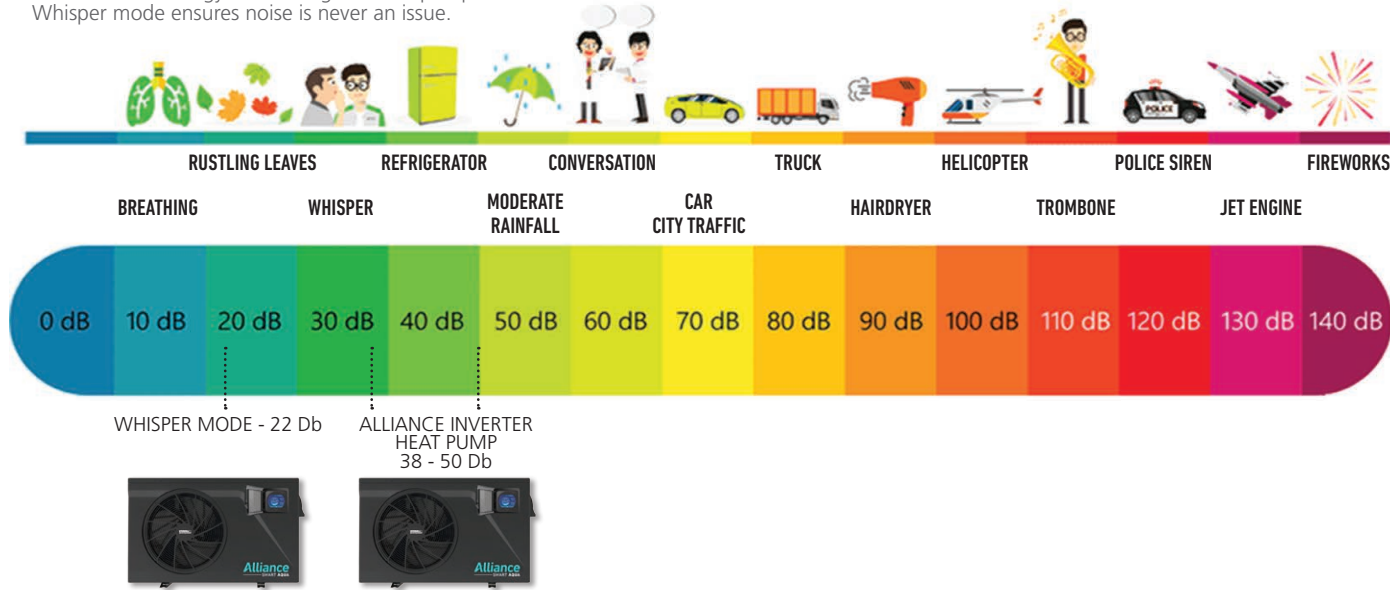 Whisper mode ensures noise is never an issue.
POLICE
RUSTLING LEAVES REFRIGERATOR CONVERSATION TRUCK HELICOPTER POLICE SIREN FIREWORKS
BREATHING WHISPER MODERATE RAINFALL CAR CITY TRAFFIC HAIRDRYER TROMBONE JET ENGINE
0 dB 10 dB 20 dB 30 dB 40 dB 50 dB 60 dB 70 dB 80 dB 90 dB 100 dB 110 dB 120 dB 130 dB 140 dB
WHISPER MODE - 22 Db
ALLIANCE INVERTER
HEAT PUMP
38 - 50 Db
Alliance
Alliance